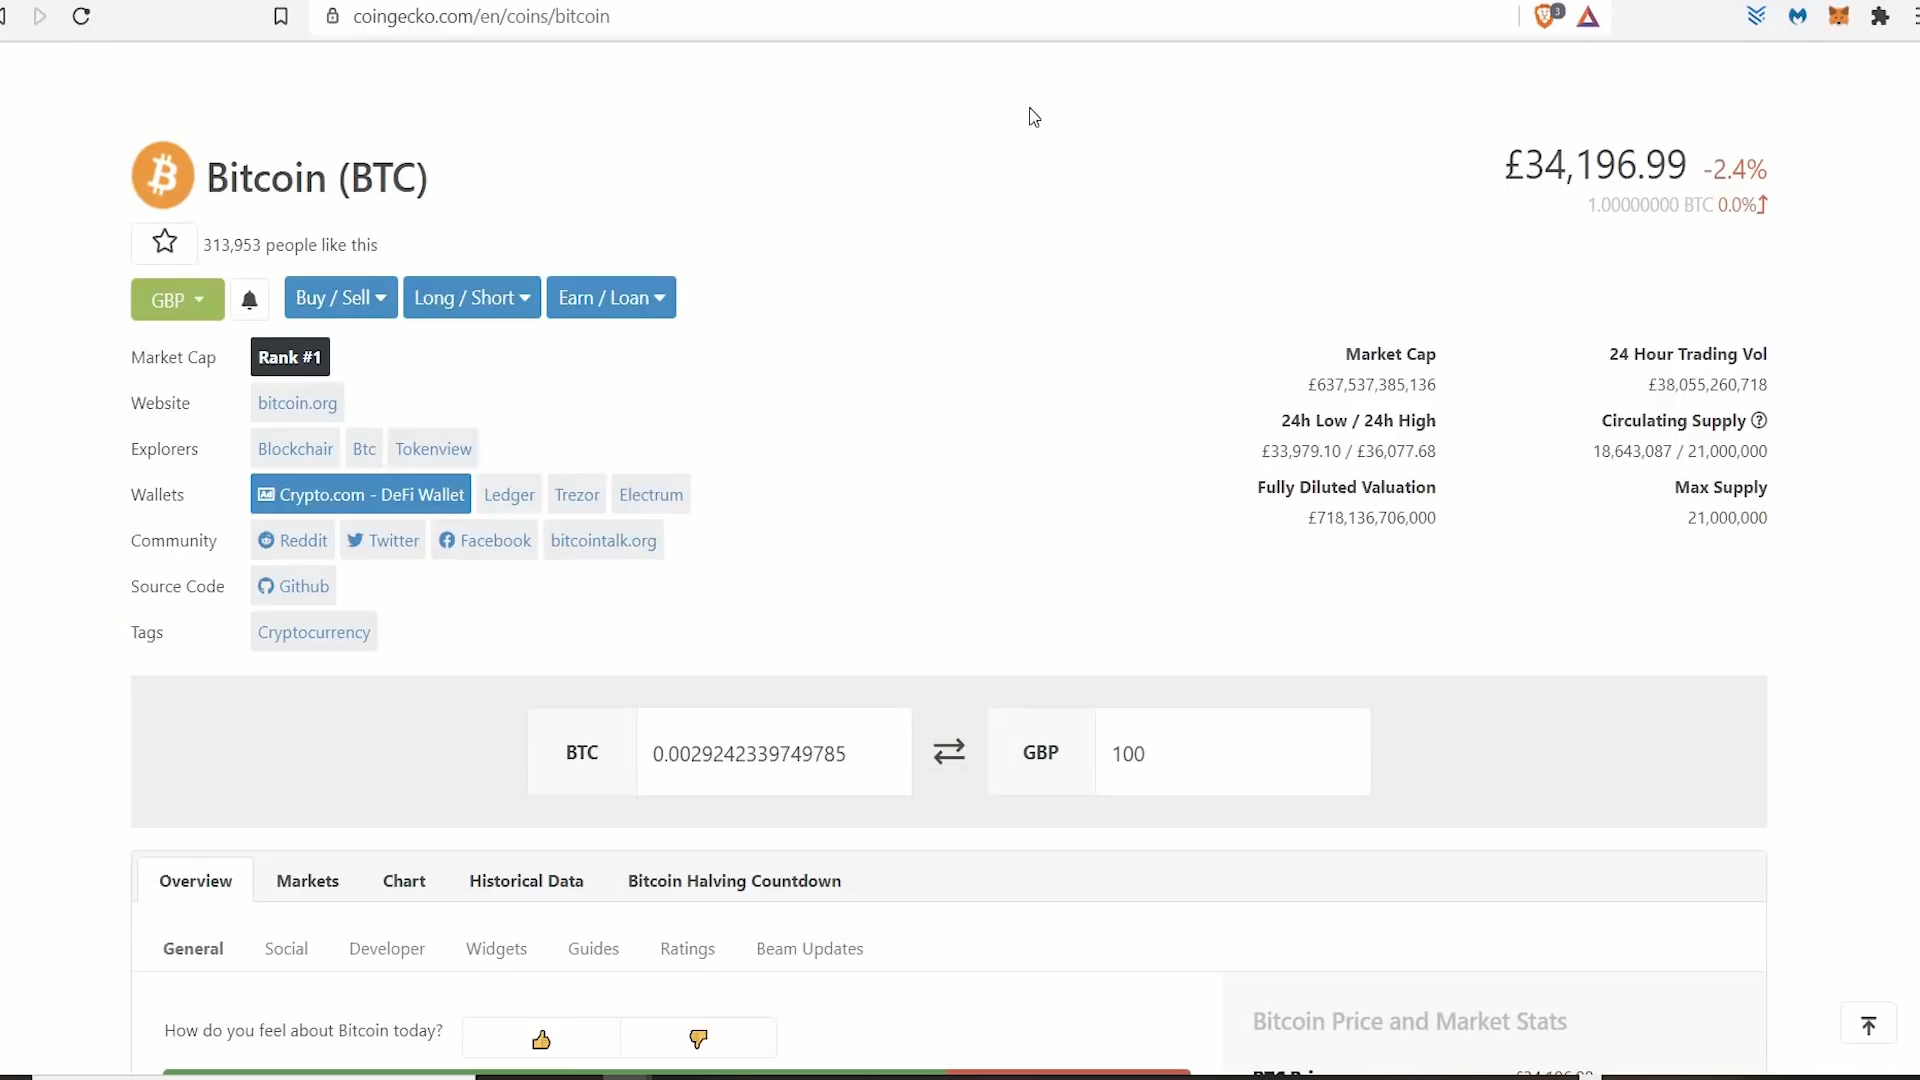 coingecko.com/en/coins/bitcoin
3
Bitcoin (BTC)
£34,196.99 -2.4%
1.00000000 BTC 0.0%
313,953 people like this
GBP
Buy / Sell
Long / Short
Earn / Loan
Market Cap Rank #1
Website bitcoin.org
Explorers Blockchair Btc Tokenview
Wallets Ad Crypto.com - DeFi Wallet Ledger Trezor Electrum
Community Reddit Twitter Facebook bitcointalk.org
Source Code Github
Tags Cryptocurrency
Market Cap
£637,537,385,136
24h Low / 24h High
£33,979.10 / £36,077.68
Fully Diluted Valuation
£718,136,706,000
24 Hour Trading Vol
£38,055,260,718
Circulating Supply ?
18,643,087 / 21,000,000
Max Supply
21,000,000
BTC 0.0029242339749785 GBP 100
Overview Markets Chart Historical Data Bitcoin Halving Countdown
General Social Developer Widgets Guides Ratings Beam Updates
How do you feel about Bitcoin today?
Bitcoin Price and Market Stats